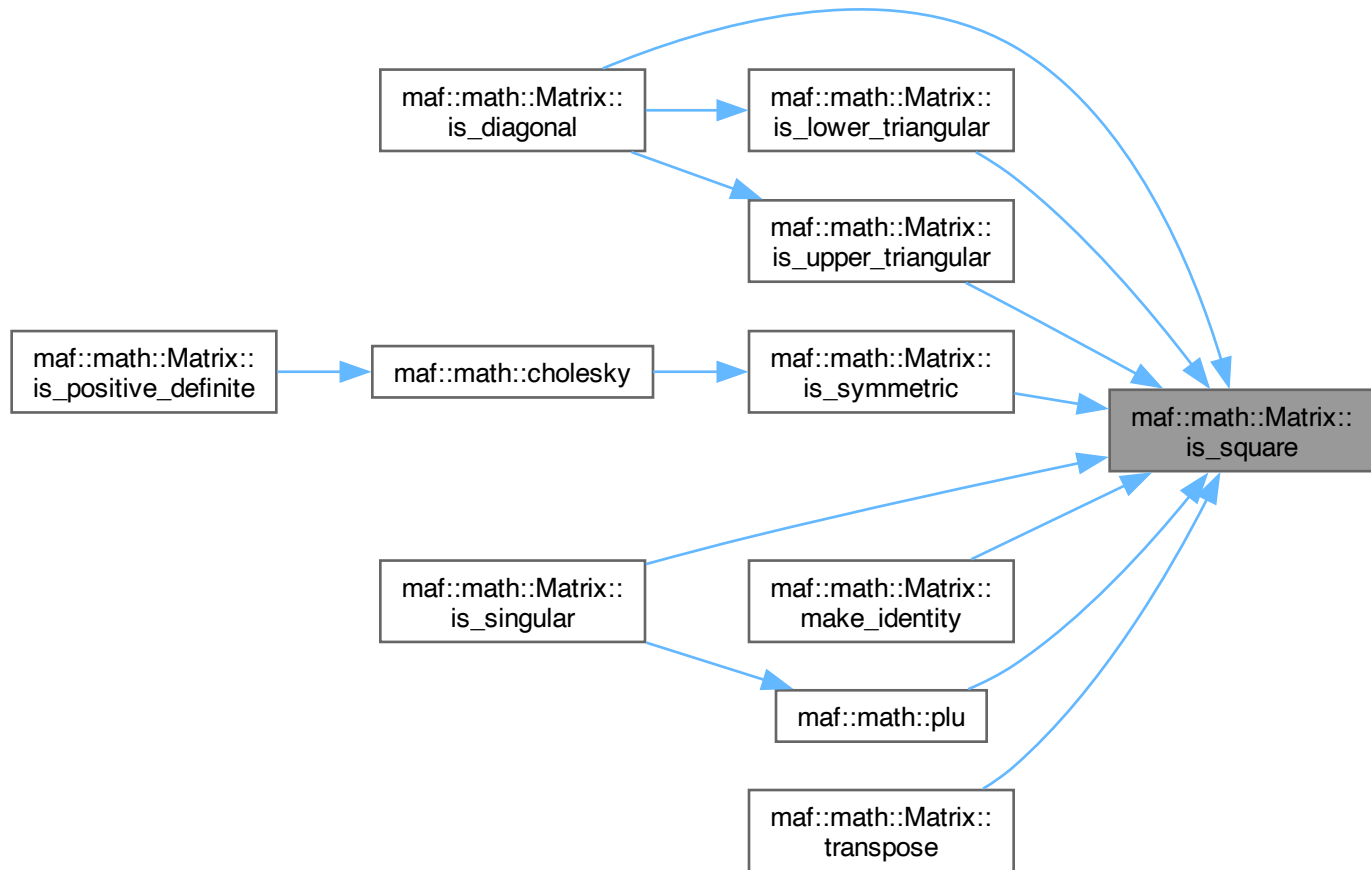 maf::math::Matrix::
is_diagonal
maf::math::Matrix::
is_lower_triangular
maf::math::Matrix::
is_upper_triangular
maf::math::Matrix::
is_positive_definite
maf::math::cholesky
maf::math::Matrix::
is_symmetric
maf::math::Matrix::
is_square
maf::math::Matrix::
is_singular
maf::math::Matrix::
make_identity
maf::math::plu
maf::math::Matrix::
transpose